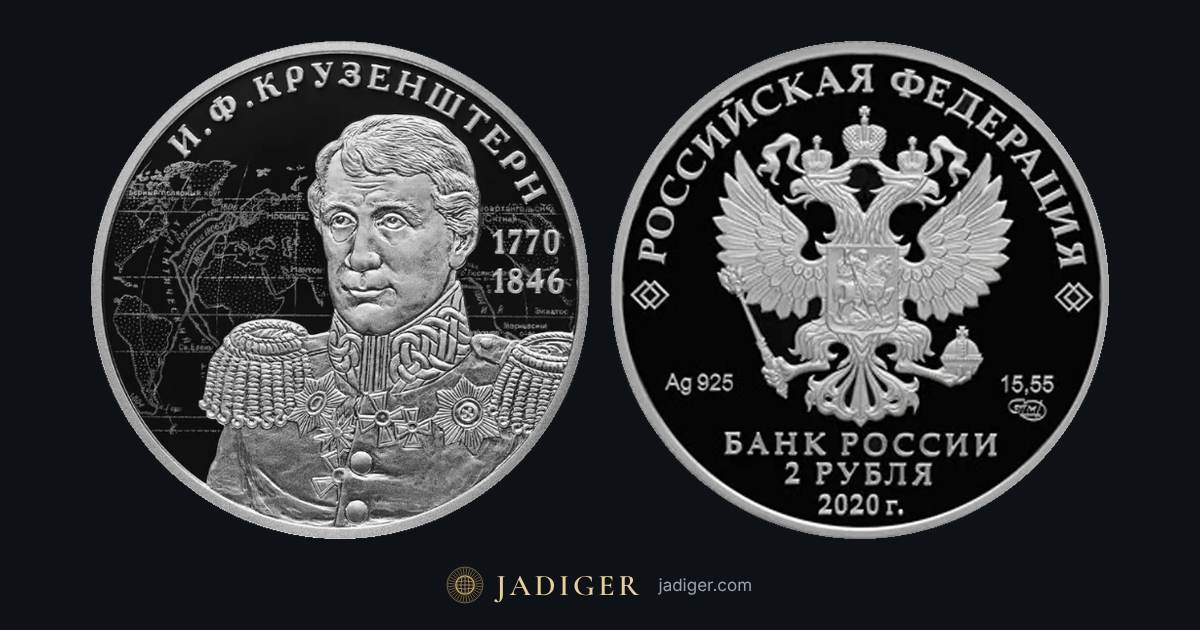 И. Ф. КРУЗЕНШТЕРН
1770
1846
РОССИЙСКАЯ ФЕДЕРАЦИЯ
Ag 925
15,55
БАНК РОССИИ
2 РУБЛЯ
2020 г.
JADIGER
jadiger.com